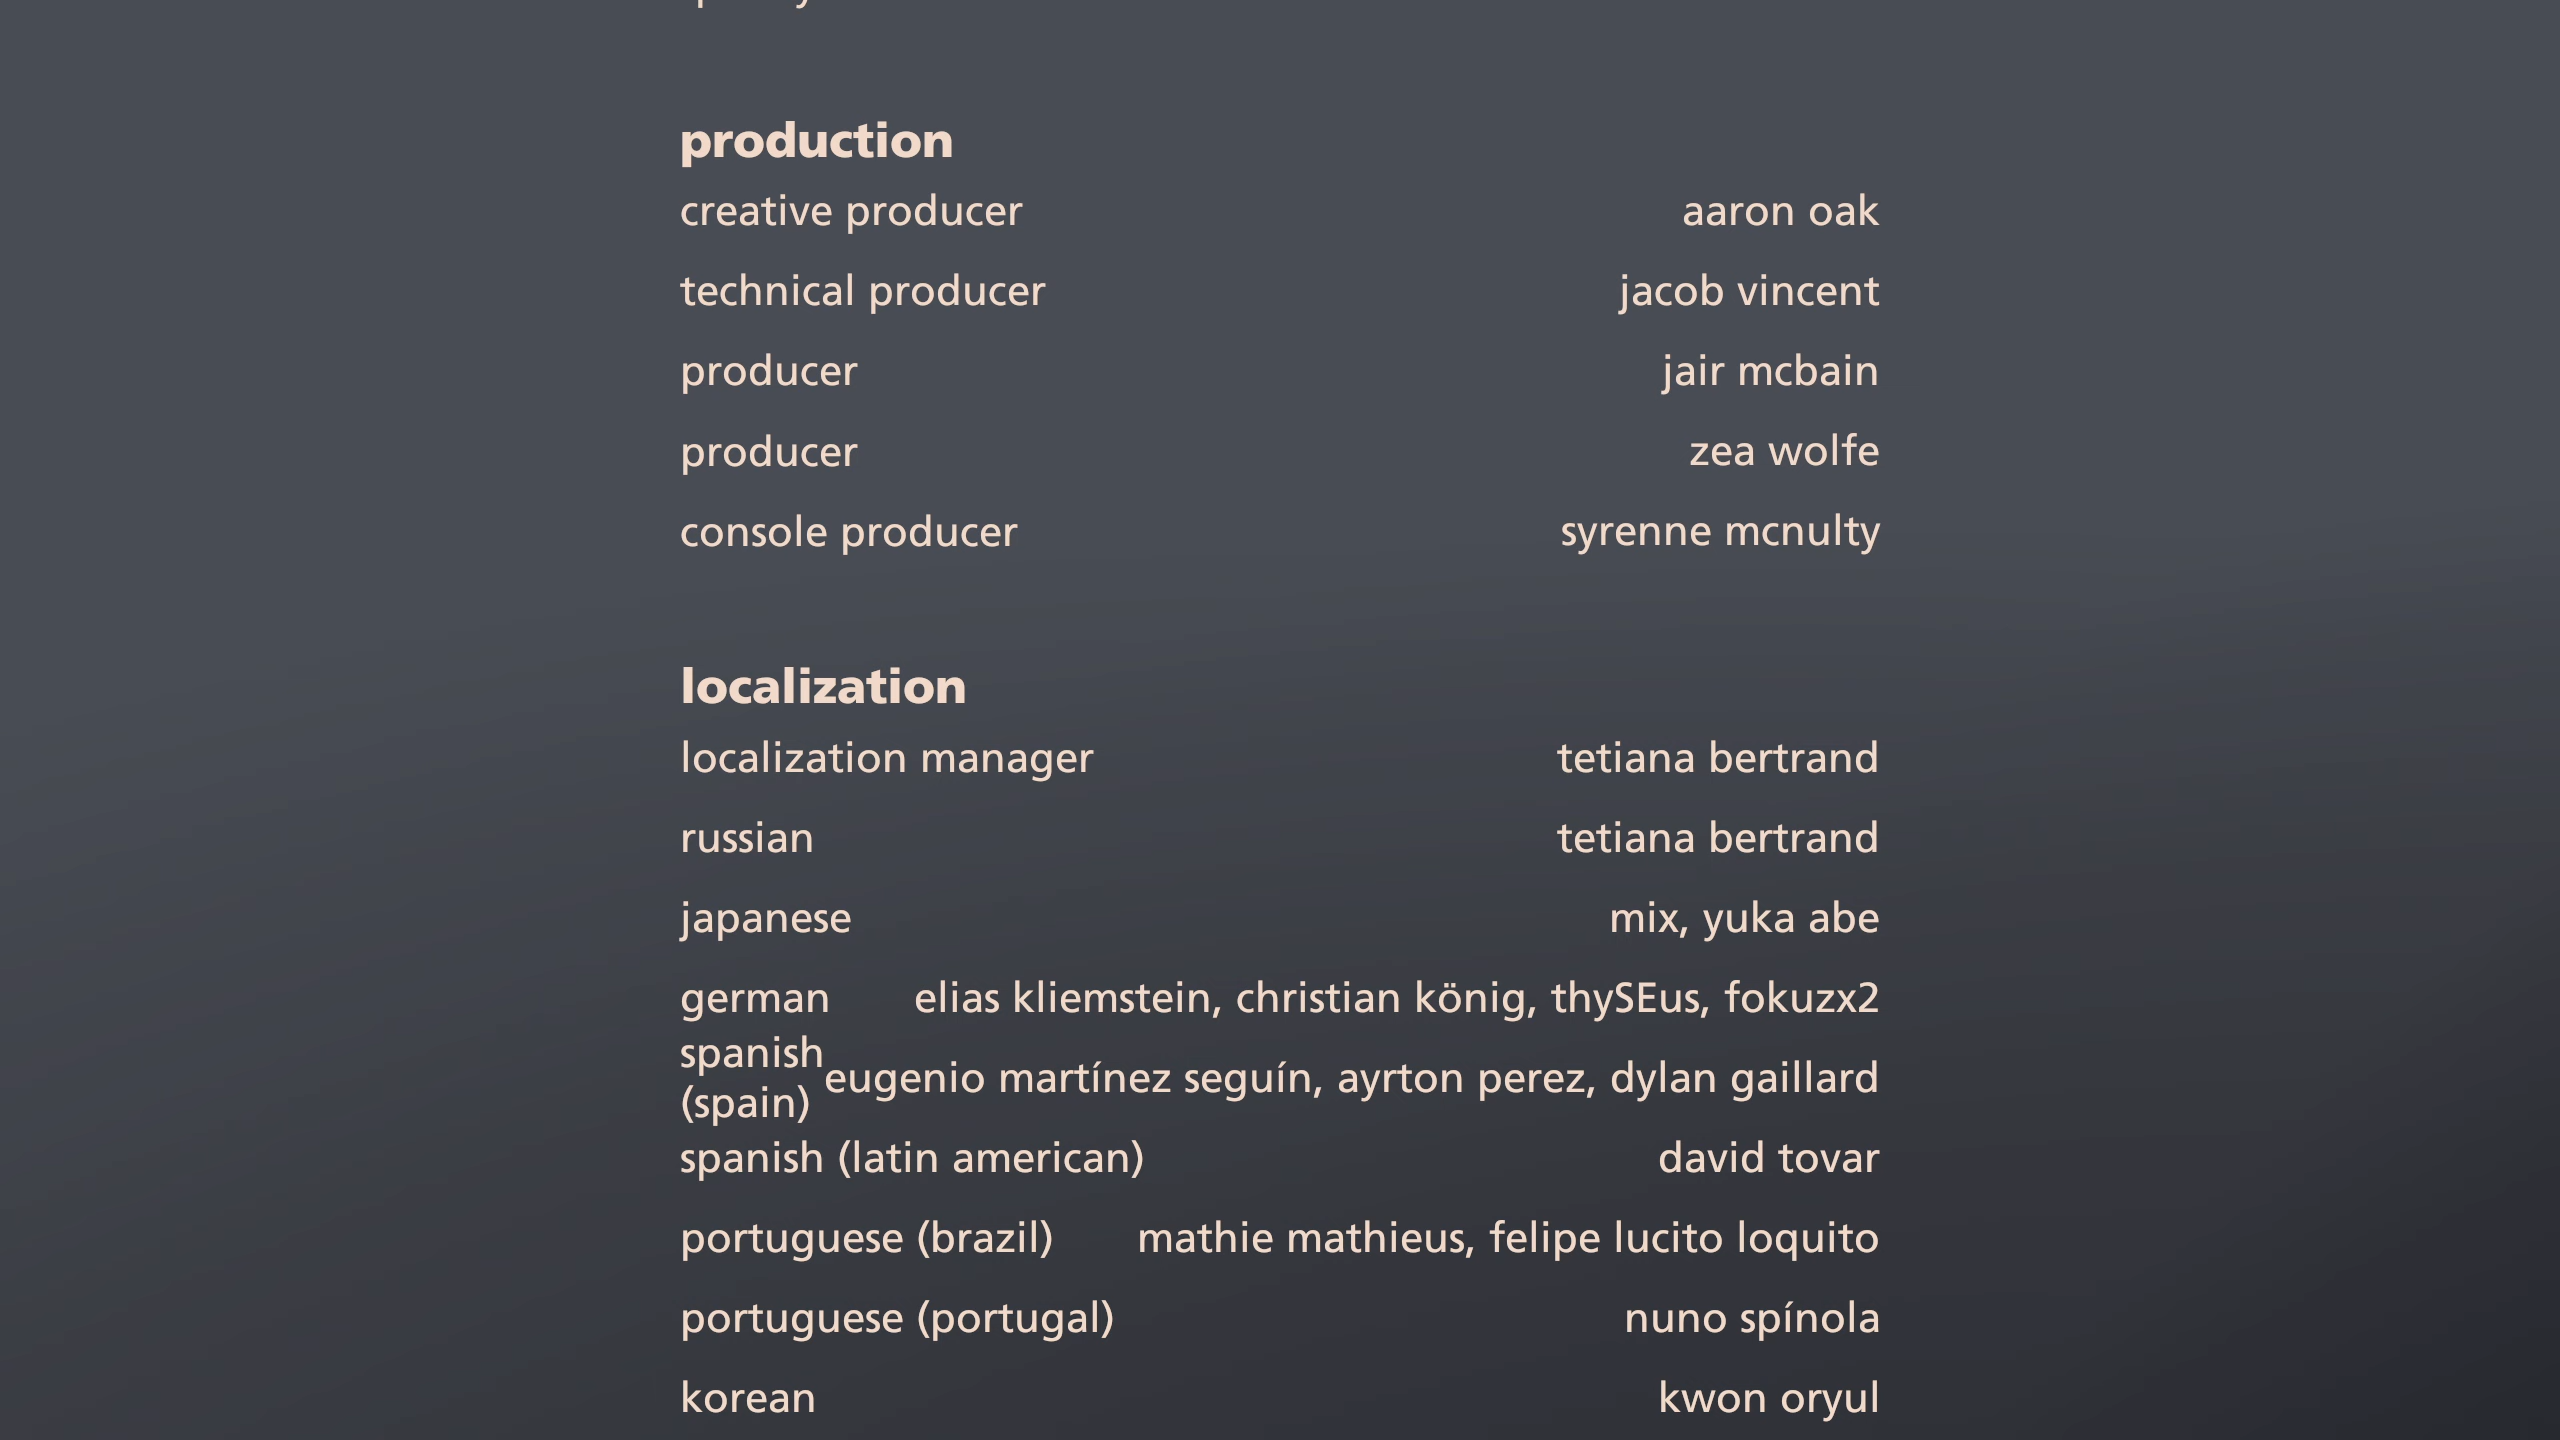 production
creative producer aaron oak
technical producer jacob vincent
producer jair mcbain
producer zea wolfe
console producer syrenne mcnulty
localization
localization manager tetiana bertrand
russian tetiana bertrand
japanese mix, yuka abe
german elias kliemstein, christian könig, thySEus, fokuzx2
spanish
(spain) eugenio martínez seguín, ayrton perez, dylan gaillard
spanish (latin american) david tovar
portuguese (brazil) mathie mathieus, felipe lucito loquito
portuguese (portugal) nuno spínola
korean kwon oryul